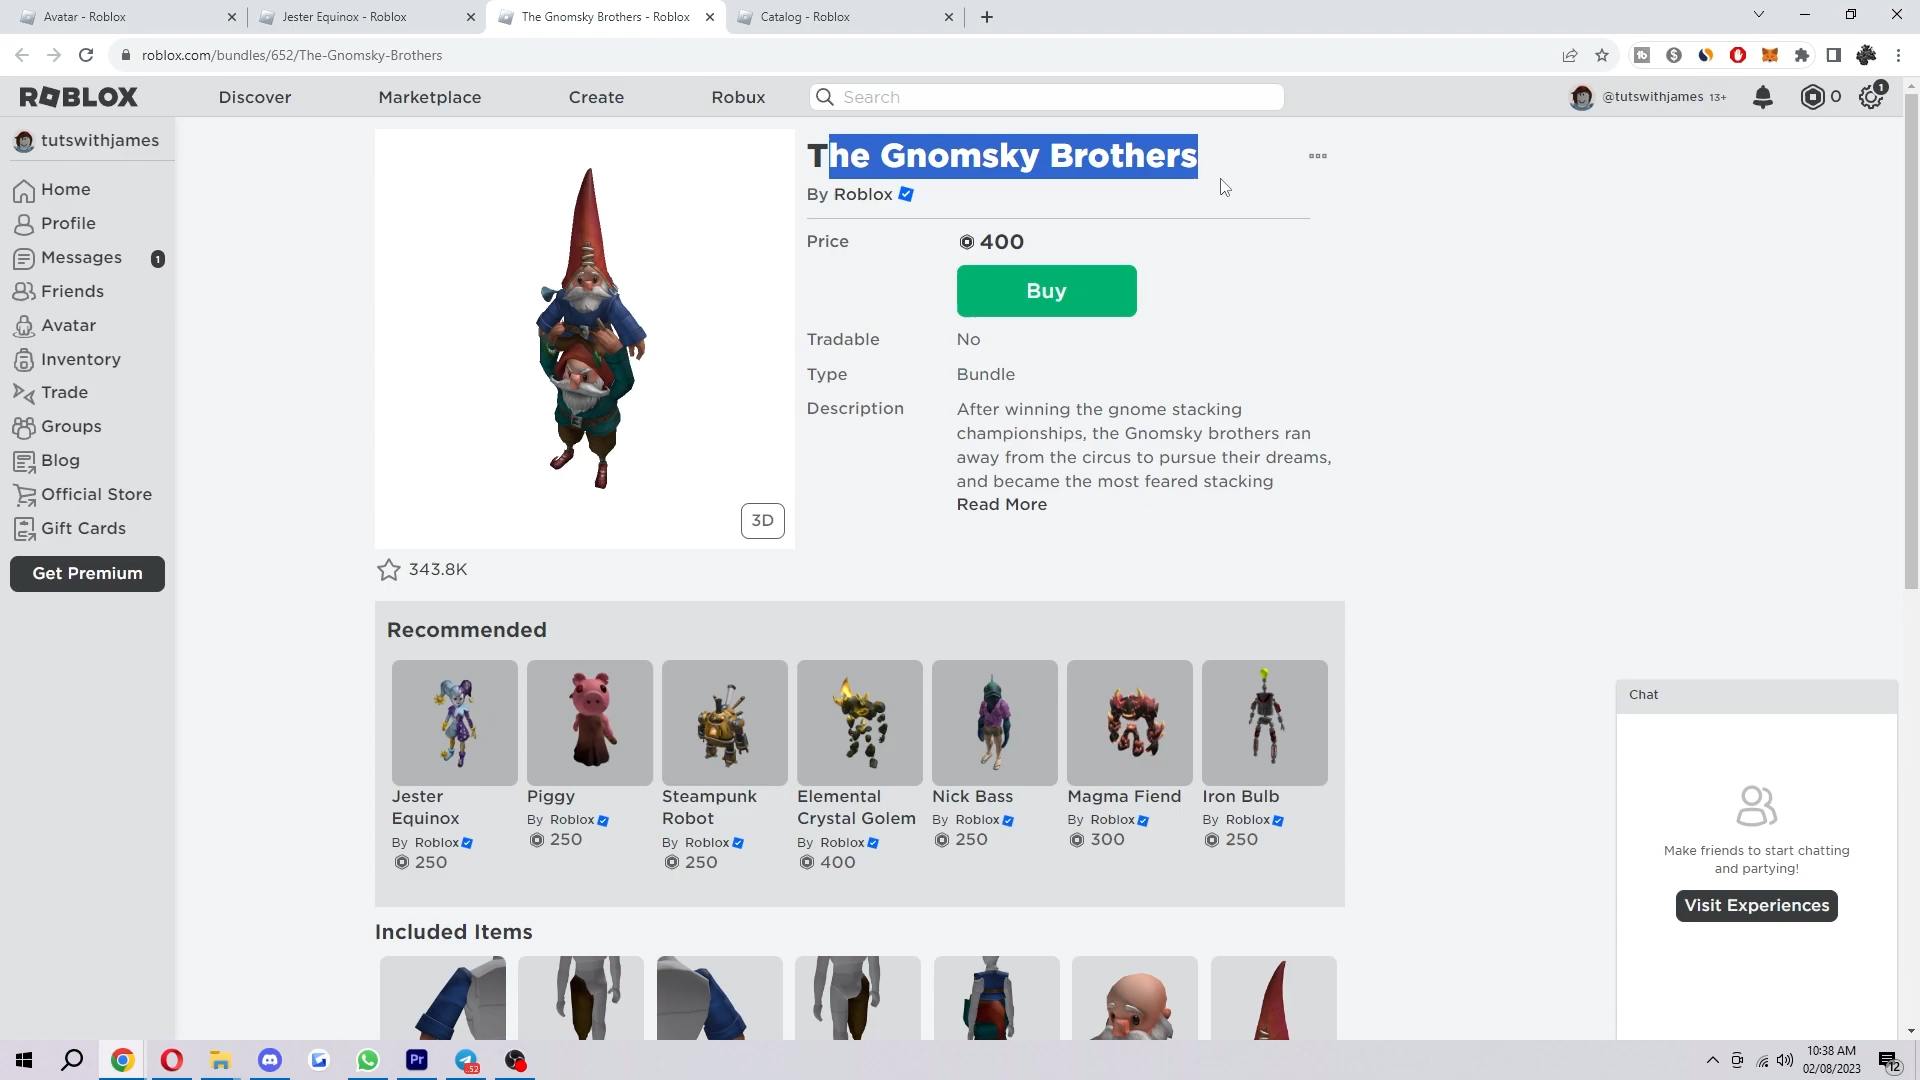 Avatar - Roblox
Jester Equinox - Roblox
The Gnomsky Brothers - Roblox
Catalog - Roblox
roblox.com/bundles/652/The-Gnomsky-Brothers
ROBLOX
Discover
Marketplace
Create
Robux
Search
@tutswithjames 13+
0
1
tutswithjames
Home
Profile
Messages
1
Friends
Avatar
Inventory
Trade
Groups
Blog
Official Store
Gift Cards
Get Premium
3D
343.8K
The Gnomsky Brothers
By Roblox
Price
400
Buy
Tradable
No
Type
Bundle
Description
After winning the gnome stacking
championships, the Gnomsky brothers ran
away from the circus to pursue their dreams,
and became the most feared stacking
Read More
Recommended
Jester
Equinox
By Roblox
250
Piggy
By Roblox
250
Steampunk
Robot
By Roblox
250
Elemental
Crystal Golem
By Roblox
400
Nick Bass
By Roblox
250
Magma Fiend
By Roblox
300
Iron Bulb
By Roblox
250
Included Items
Chat
Make friends to start chatting
and partying!
Visit Experiences
Pr
52
10:38 AM
02/08/2023
12